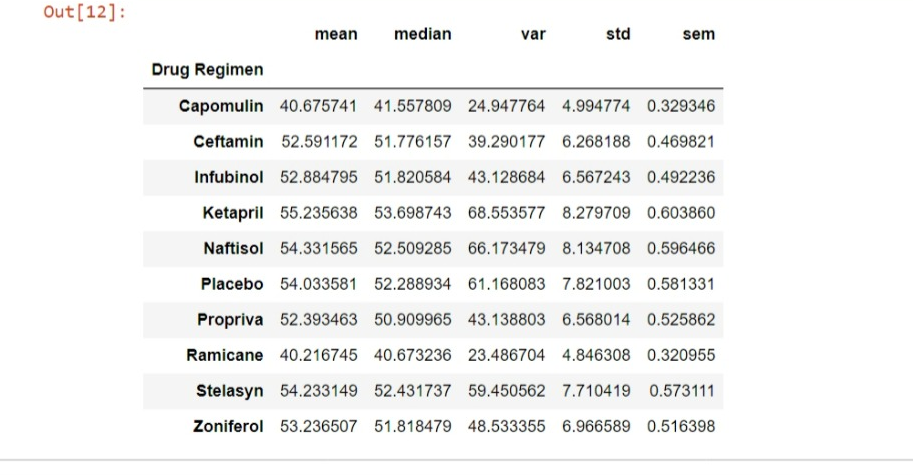 Out[12]:
mean median var std sem
Drug Regimen
Capomulin 40.675741 41.557809 24.947764 4.994774 0.329346
Ceftamin 52.591172 51.776157 39.290177 6.268188 0.469821
Infubinol 52.884795 51.820584 43.128684 6.567243 0.492236
Ketapril 55.235638 53.698743 68.553577 8.279709 0.603860
Naftisol 54.331565 52.509285 66.173479 8.134708 0.596466
Placebo 54.033581 52.288934 61.168083 7.821003 0.581331
Propriva 52.393463 50.909965 43.138803 6.568014 0.525862
Ramicane 40.216745 40.673236 23.486704 4.846308 0.320955
Stelasyn 54.233149 52.431737 59.450562 7.710419 0.573111
Zoniferol 53.236507 51.818479 48.533355 6.966589 0.516398